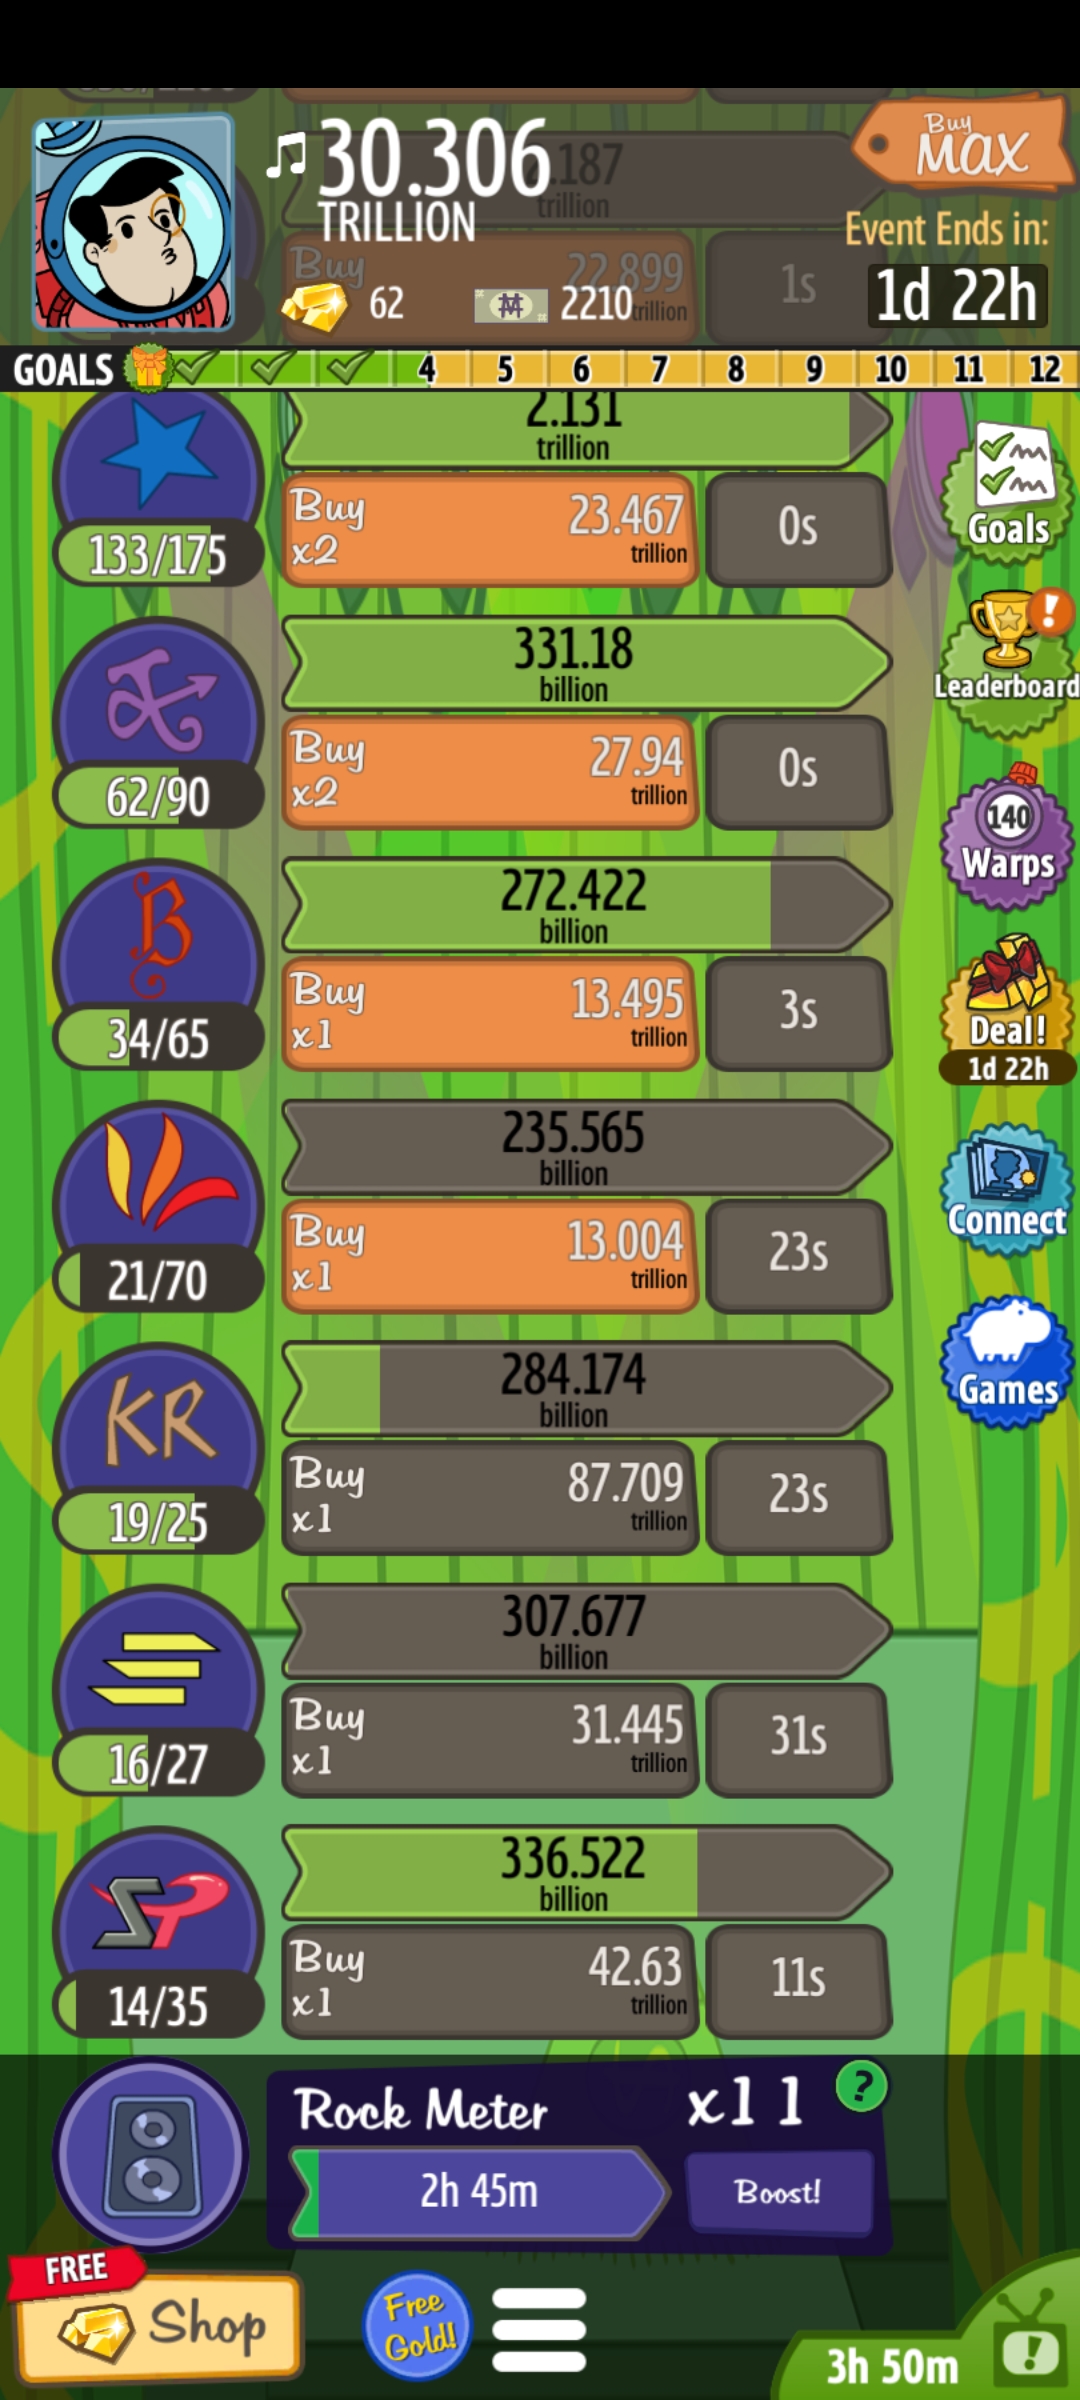 30.306
TRILLION
.187
trillion
Buy
MAX
Event Ends in:
1d 22h
Buy
22.899
trillion
1s
62
2210
GOALS
4
5
6
7
8
9
10
11
12
2.131
trillion
Buy
x2
23.467
trillion
0s
133/175
Goals
331.18
billion
Buy
x2
27.94
trillion
0s
62/90
Leaderboard
272.422
billion
Buy
x1
13.495
trillion
3s
B
34/65
140
Warps
Deal!
1d 22h
235.565
billion
Buy
x1
13.004
trillion
23s
21/70
Connect
284.174
billion
Buy
x1
87.709
trillion
23s
KR
19/25
Games
307.677
billion
Buy
x1
31.445
trillion
31s
16/27
336.522
billion
Buy
x1
42.63
trillion
11s
SP
14/35
Rock Meter
x11
?
2h 45m
Boost!
FREE
Shop
Free
Gold!
3h 50m
!